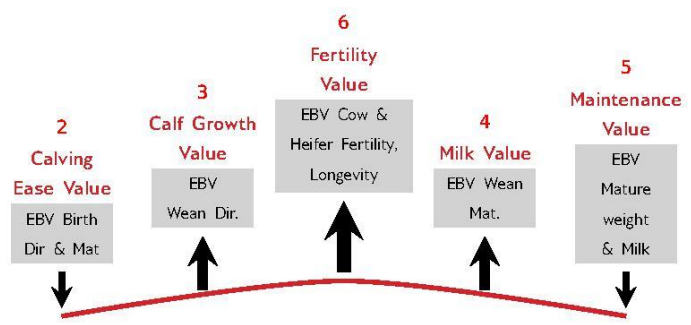 2
Calving
Ease Value
EBV Birth
Dir & Mat
3
Calf Growth
Value
EBV
Wean Dir.
6
Fertility
Value
EBV Cow &
Heifer Fertility,
Longevity
4
Milk Value
EBV Wean
Mat.
5
Maintenance
Value
EBV
Mature
weight
& Milk